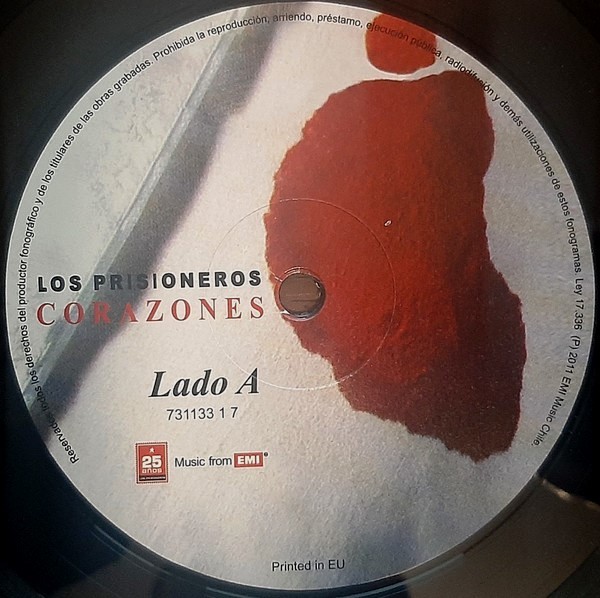 Reservados todos los derechos del productor fonográfico y de los titulares de las obras grabadas. Prohibida la reproducción, arriendo, préstamo, ejecución pública, radiodifusión y demás utilizaciones de estos fonogramas. Ley 17.336 (P) 2011 EMI Music Chile.
LOS PRISIONEROS
CORAZONES
Lado A
731133 1 7
25
años
Music from EMI
Printed in EU